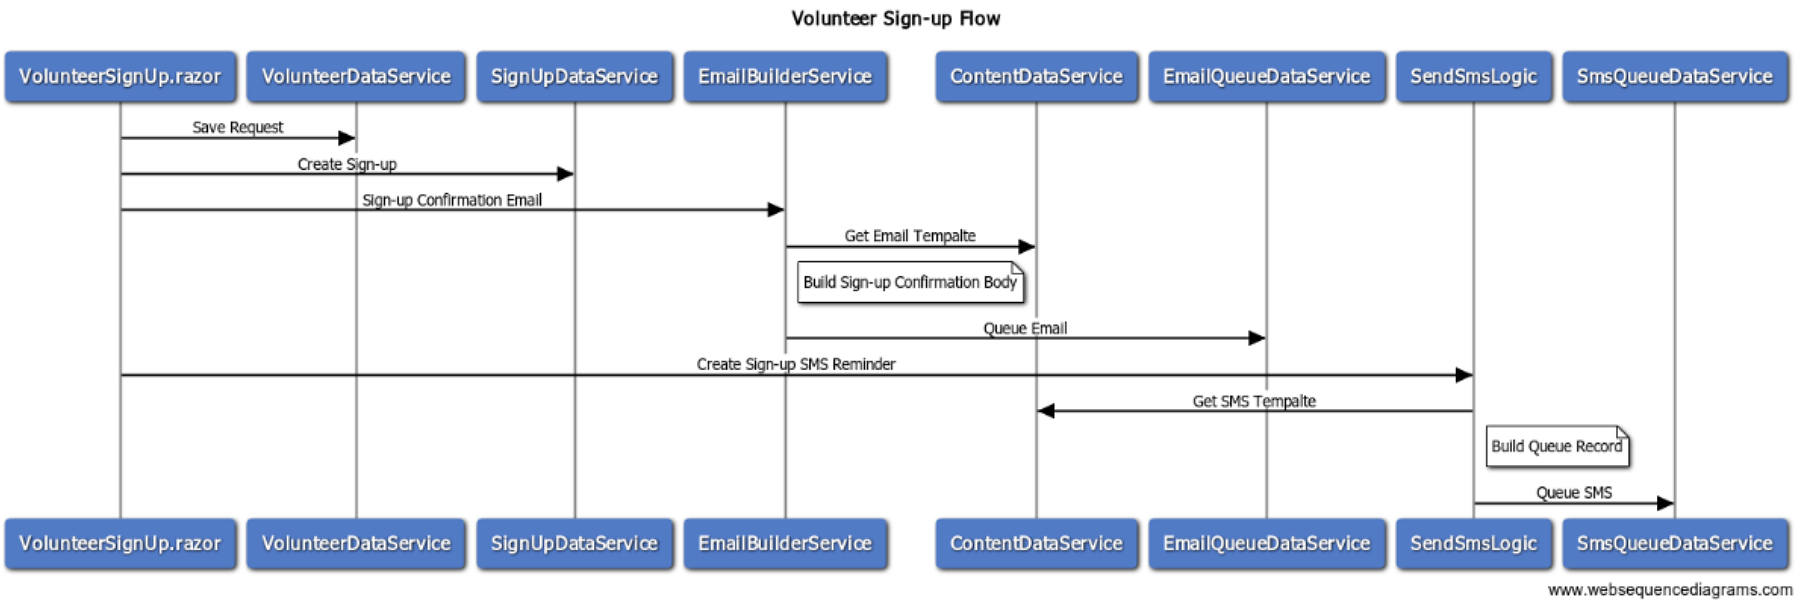 Volunteer Sign-up Flow
VolunteerSignUp.razor
VolunteerDataService
SignUpDataService
EmailBuilderService
ContentDataService
EmailQueueDataService
SendSmsLogic
SmsQueueDataService
Save Request
Create Sign-up
Sign-up Confirmation Email
Get Email Tempalte
Build Sign-up Confirmation Body
Queue Email
Create Sign-up SMS Reminder
Get SMS Tempalte
Build Queue Record
Queue SMS
VolunteerSignUp.razor
VolunteerDataService
SignUpDataService
EmailBuilderService
ContentDataService
EmailQueueDataService
SendSmsLogic
SmsQueueDataService
www.websequencediagrams.com